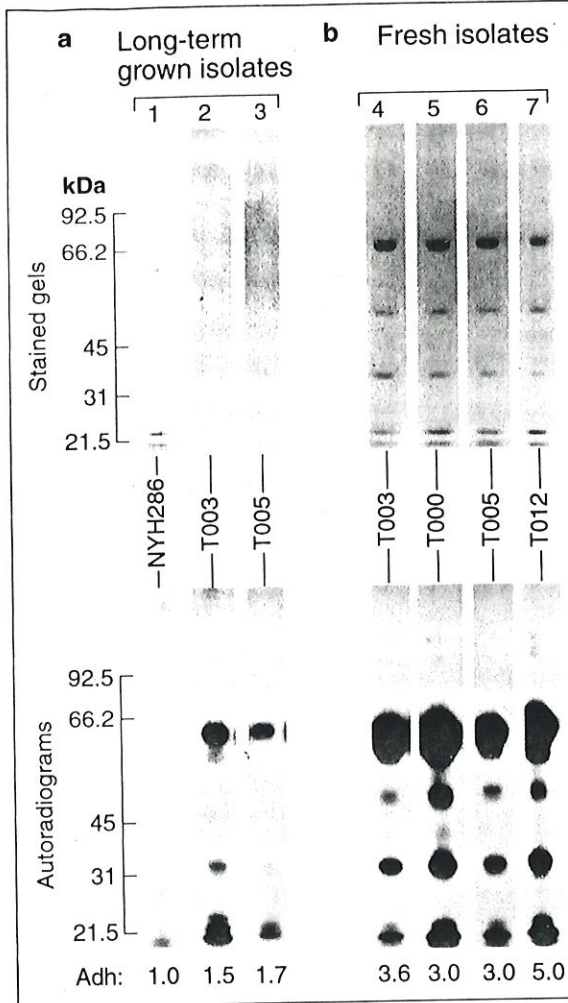 a Long-term grown isolates
b Fresh isolates
1 2 3 4 5 6 7
kDa
92.5
66.2
45
31
21.5
Stained gels
NYH286 T003 T005 T003 T000 T005 T012
92.5
66.2
45
31
21.5
Autoradiograms
Adh: 1.0 1.5 1.7 3.6 3.0 3.0 5.0